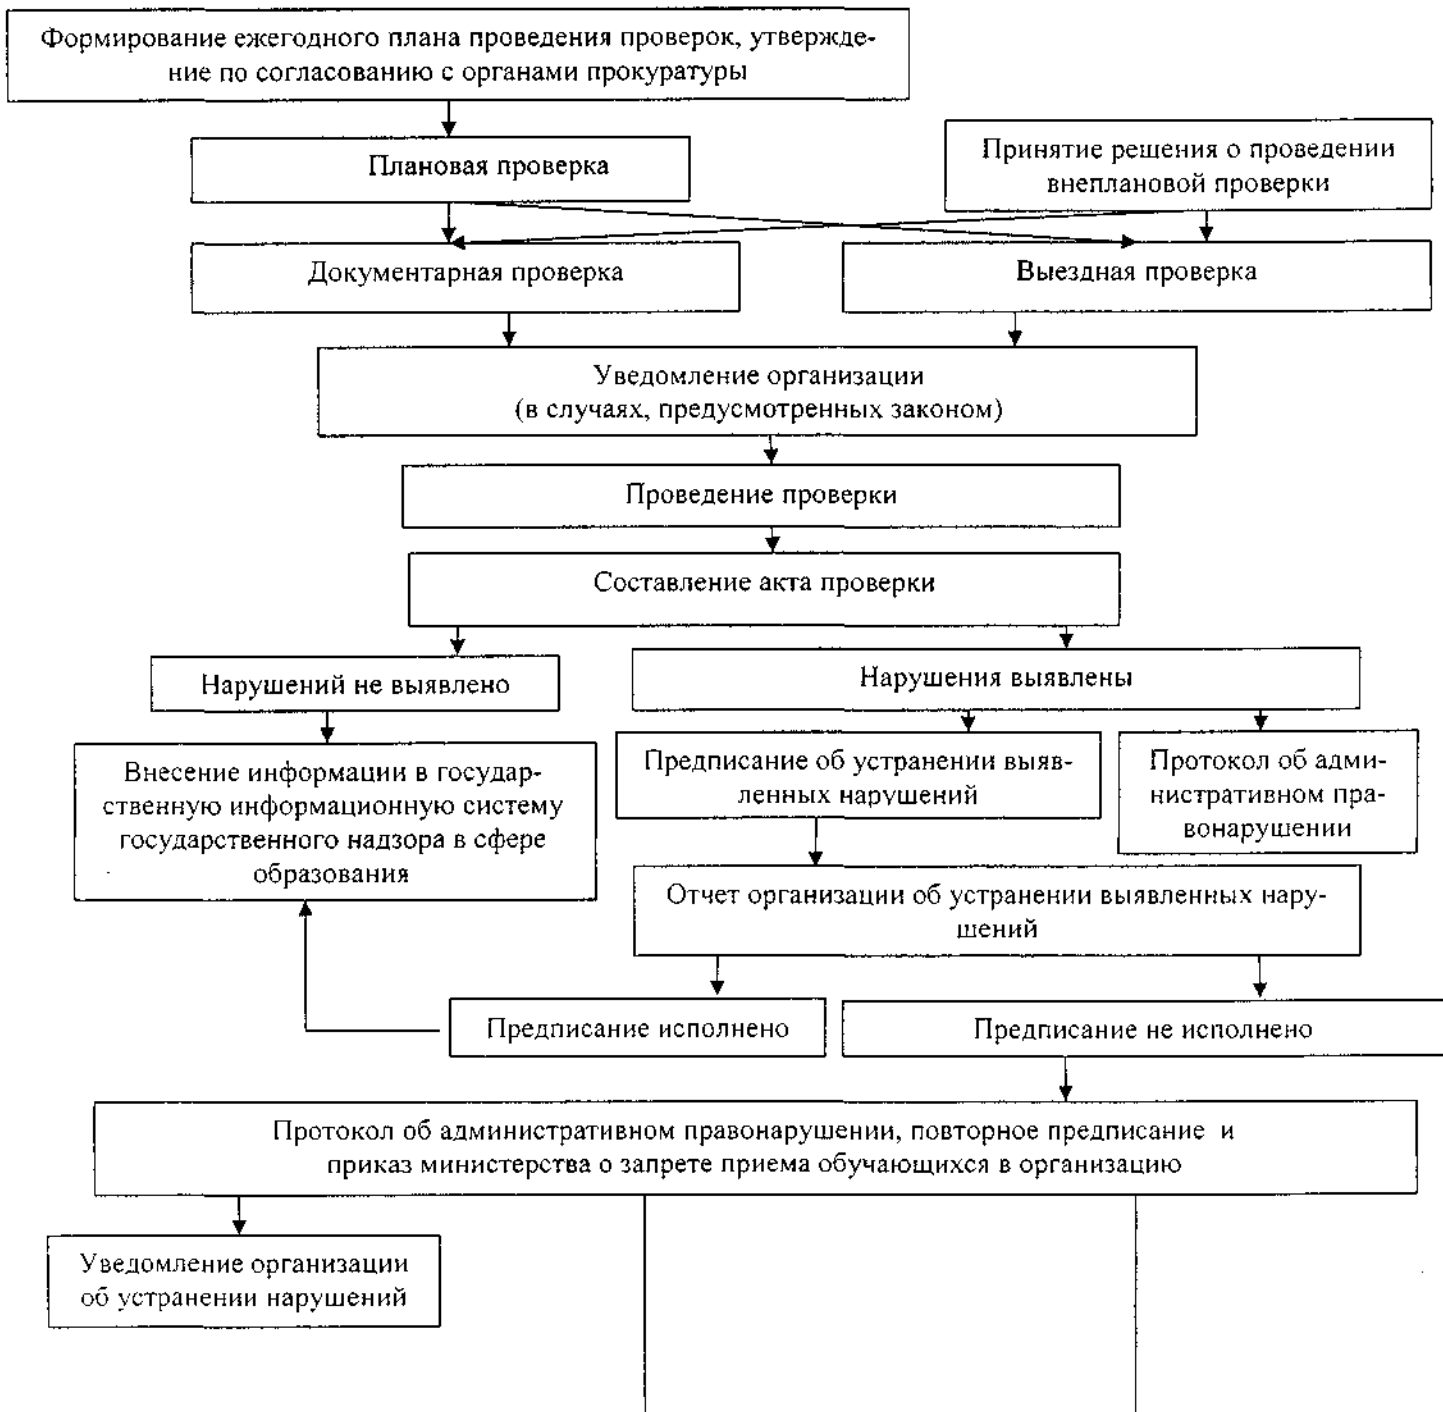 Формирование ежегодного плана проведения проверок, утвержде-
ние по согласованию с органами прокуратуры
Плановая проверка
Принятие решения о проведении
внеплановой проверки
Документарная проверка
Выездная проверка
Уведомление организации
(в случаях, предусмотренных законом)
Проведение проверки
Составление акта проверки
Нарушений не выявлено
Нарушения выявлены
Внесение информации в государ-
ственную информационную систему
государственного надзора в сфере
образования
Предписание об устранении выяв-
ленных нарушений
Протокол об адми-
нистративном пра-
вонарушении
Отчет организации об устранении выявленных нару-
шений
Предписание исполнено
Предписание не исполнено
Протокол об административном правонарушении, повторное предписание и
приказ министерства о запрете приема обучающихся в организацию
Уведомление организации
об устранении нарушений